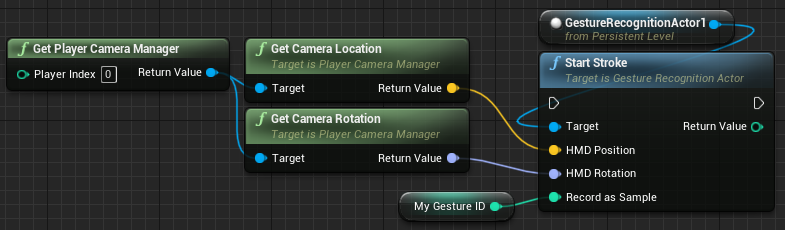 Get Player Camera Manager
Player Index 0 Return Value
Get Camera Location
Target is Player Camera Manager
Target Return Value
Get Camera Rotation
Target is Player Camera Manager
Target Return Value
My Gesture ID
GestureRecognitionActor1
from Persistent Level
Start Stroke
Target is Gesture Recognition Actor
Target Return Value
HMD Position
HMD Rotation
Record as Sample